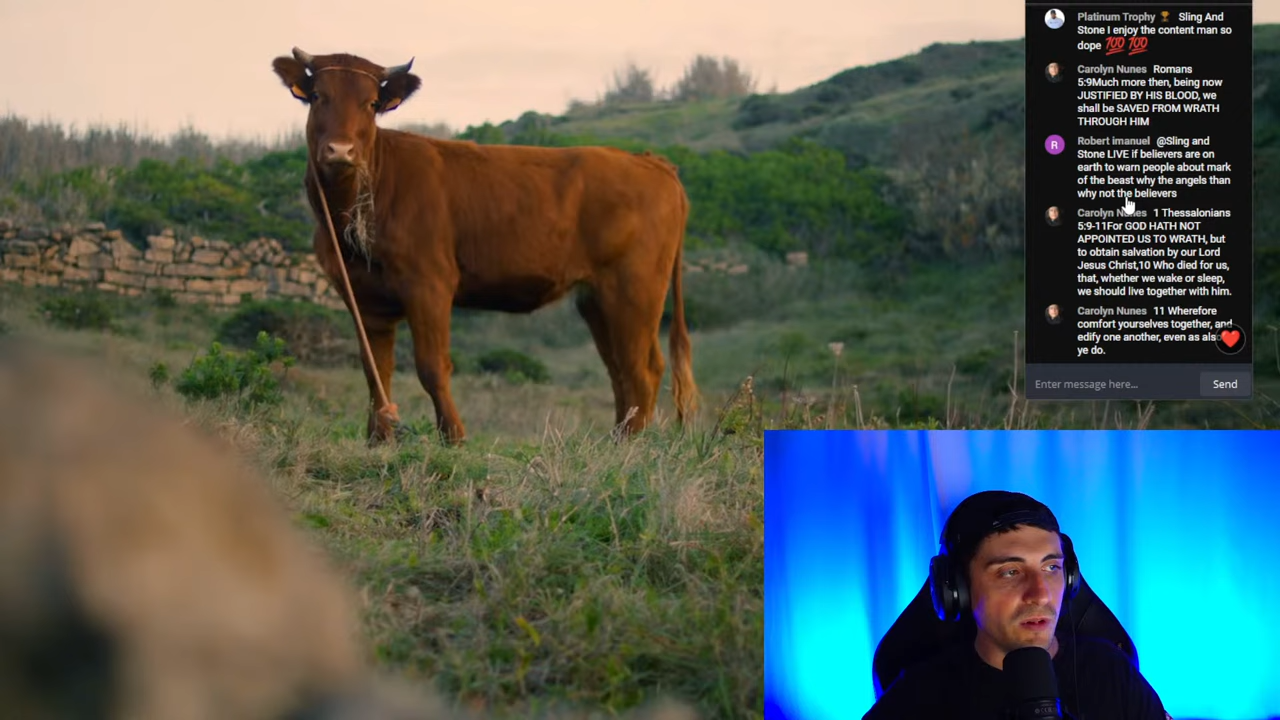 Platinum Trophy 🏆 Sling And
Stone I enjoy the content man so
dope 💯 💯
Carolyn Nunes Romans
5:9Much more then, being now
JUSTIFIED BY HIS BLOOD, we
shall be SAVED FROM WRATH
THROUGH HIM
R
Robert imanuel @Sling and
Stone LIVE if believers are on
earth to warn people about mark
of the beast why the angels than
why not the believers
Carolyn Nunes 1 Thessalonians
5:9-11For GOD HATH NOT
APPOINTED US TO WRATH, but
to obtain salvation by our Lord
Jesus Christ,10 Who died for us,
that, whether we wake or sleep,
we should live together with him.
Carolyn Nunes 11 Wherefore
comfort yourselves together, and
edify one another, even as also
ye do.
Enter message here... Send